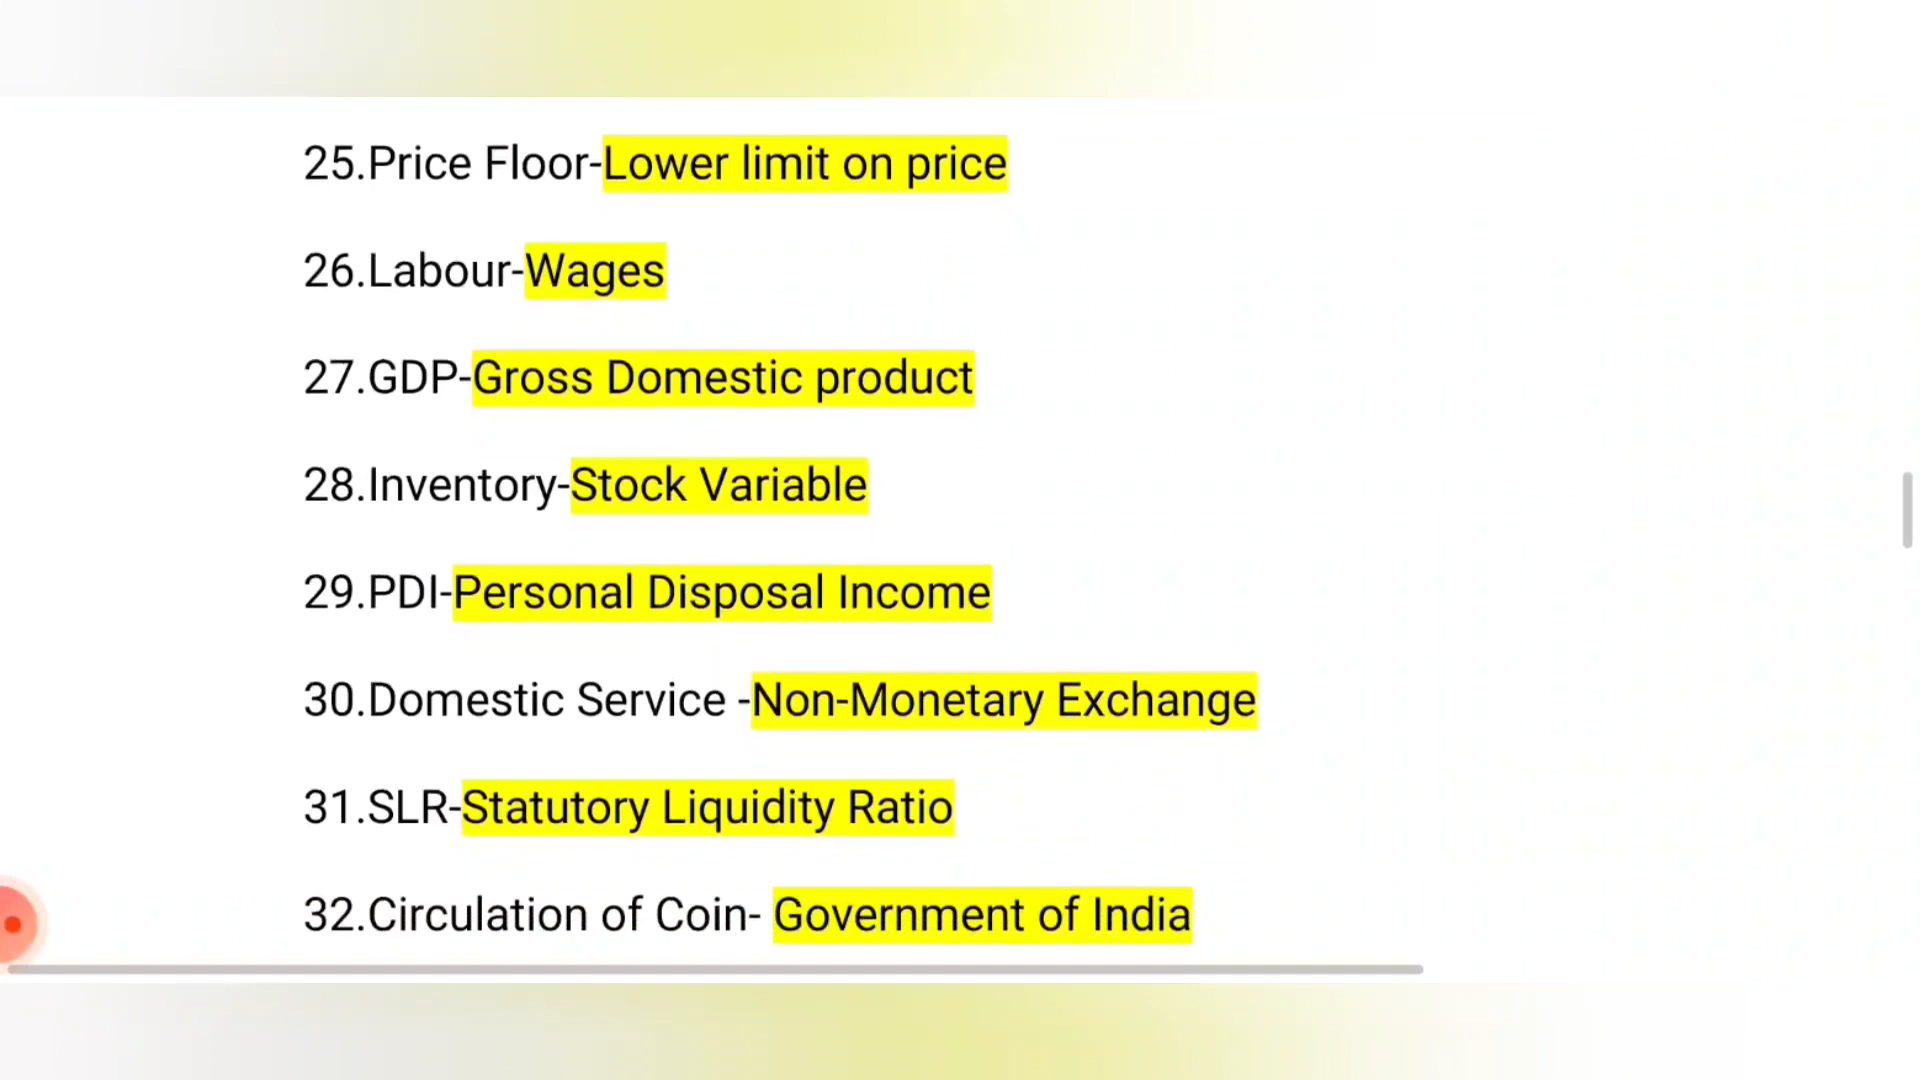 25.Price Floor-Lower limit on price
26.Labour-Wages
27.GDP-Gross Domestic product
28.Inventory-Stock Variable
29.PDI-Personal Disposal Income
30.Domestic Service -Non-Monetary Exchange
31.SLR-Statutory Liquidity Ratio
32.Circulation of Coin- Government of India